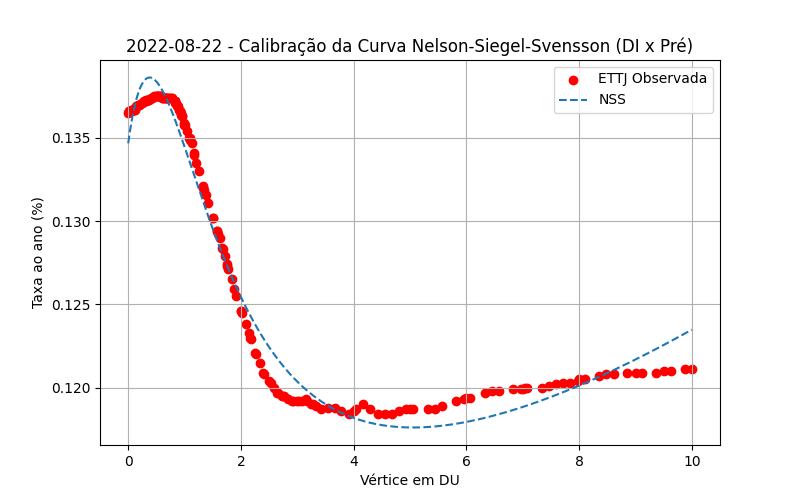 2022-08-22 - Calibração da Curva Nelson-Siegel-Svensson (DI x Pré)
ETTJ Observada
NSS
Taxa ao ano (%)
0.135
0.130
0.125
0.120
0 2 4 6 8 10
Vértice em DU